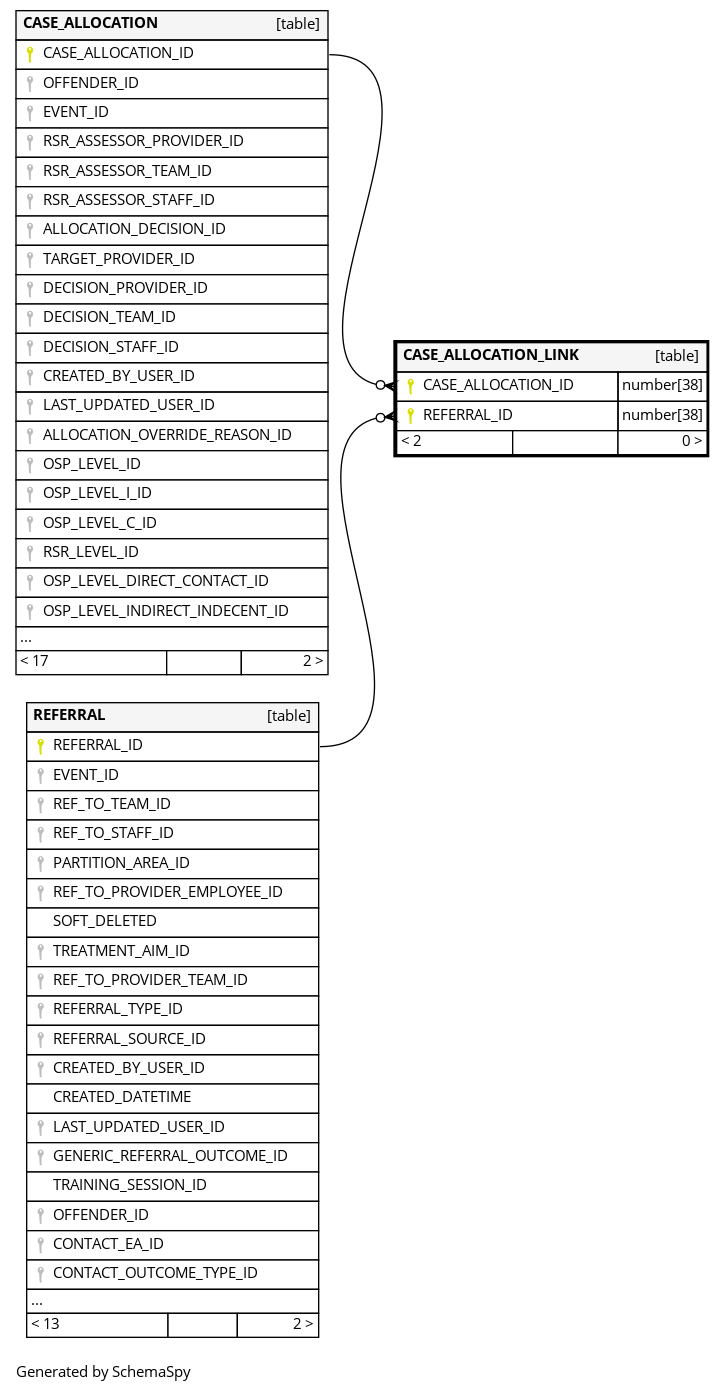 CASE_ALLOCATION [table]
CASE_ALLOCATION_ID
OFFENDER_ID
EVENT_ID
RSR_ASSESSOR_PROVIDER_ID
RSR_ASSESSOR_TEAM_ID
RSR_ASSESSOR_STAFF_ID
ALLOCATION_DECISION_ID
TARGET_PROVIDER_ID
DECISION_PROVIDER_ID
DECISION_TEAM_ID
DECISION_STAFF_ID
CREATED_BY_USER_ID
LAST_UPDATED_USER_ID
ALLOCATION_OVERRIDE_REASON_ID
OSP_LEVEL_ID
OSP_LEVEL_I_ID
OSP_LEVEL_C_ID
RSR_LEVEL_ID
OSP_LEVEL_DIRECT_CONTACT_ID
OSP_LEVEL_INDIRECT_INDECENT_ID
...
< 17 2 >
CASE_ALLOCATION_LINK [table]
CASE_ALLOCATION_ID number[38]
REFERRAL_ID number[38]
< 2 0 >
REFERRAL [table]
REFERRAL_ID
EVENT_ID
REF_TO_TEAM_ID
REF_TO_STAFF_ID
PARTITION_AREA_ID
REF_TO_PROVIDER_EMPLOYEE_ID
SOFT_DELETED
TREATMENT_AIM_ID
REF_TO_PROVIDER_TEAM_ID
REFERRAL_TYPE_ID
REFERRAL_SOURCE_ID
CREATED_BY_USER_ID
CREATED_DATETIME
LAST_UPDATED_USER_ID
GENERIC_REFERRAL_OUTCOME_ID
TRAINING_SESSION_ID
OFFENDER_ID
CONTACT_EA_ID
CONTACT_OUTCOME_TYPE_ID
...
< 13 2 >
Generated by SchemaSpy